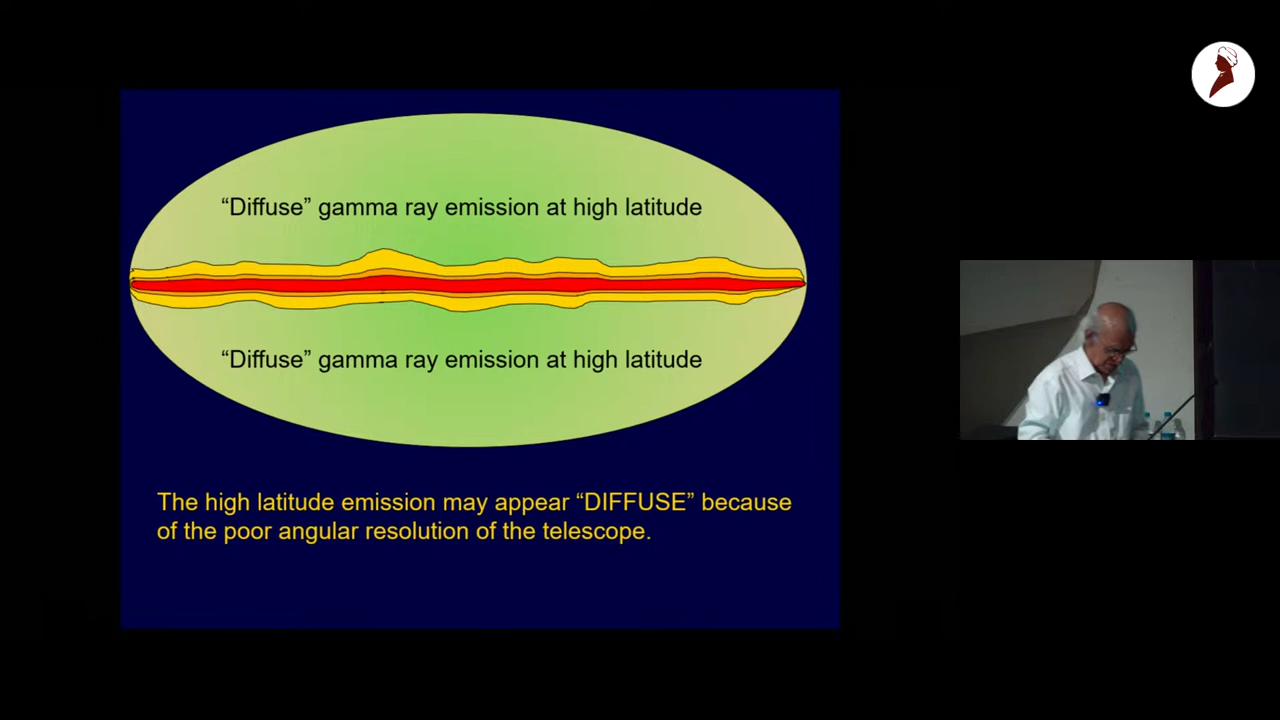 “Diffuse” gamma ray emission at high latitude
“Diffuse” gamma ray emission at high latitude
The high latitude emission may appear “DIFFUSE” because
of the poor angular resolution of the telescope.